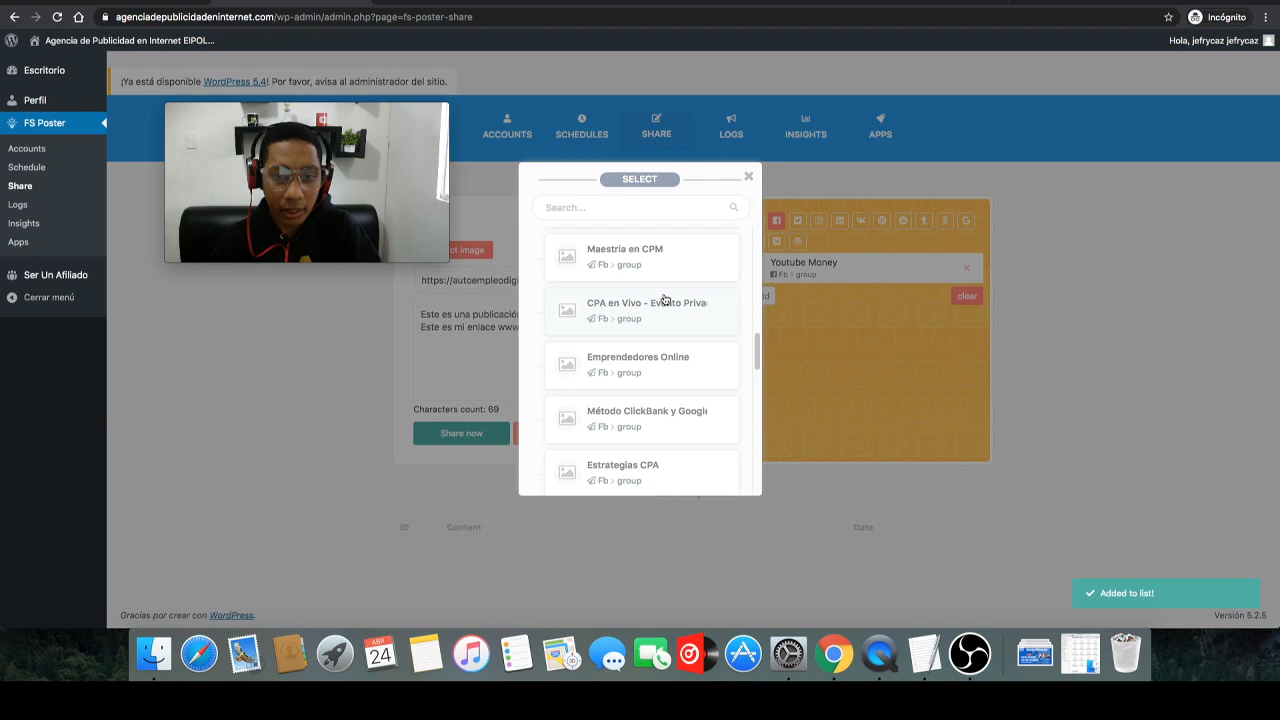 agenciadepublicidadeninternet.com/wp-admin/admin.php?page=fs-poster-share
Incógnito
Agencia de Publicidad en Internet EIPOL...
Hola, jefrycaz jefrycaz
Escritorio
Perfil
FS Poster
Accounts
Schedule
Share
Logs
Insights
Apps
Ser Un Afiliado
Cerrar menú
¡Ya está disponible WordPress 5.4! Por favor, avisa al administrador del sitio.
ACCOUNTS
SCHEDULES
SHARE
LOGS
INSIGHTS
APPS
SELECT
Search...
Maestria en CPM
Fb > group
CPA en Vivo - Evento Priva
Fb > group
Emprendedores Online
Fb > group
Método ClickBank y Google
Fb > group
Estrategias CPA
Fb > group
ct image
https://autoempleodigi
Este es una publicación
Este es mi enlace www
Characters count: 69
Share now
Youtube Money
Fb > group
clear
ID
Content
Date
Added to list!
Gracias por crear con WordPress.
Versión 5.2.5
ABR
24